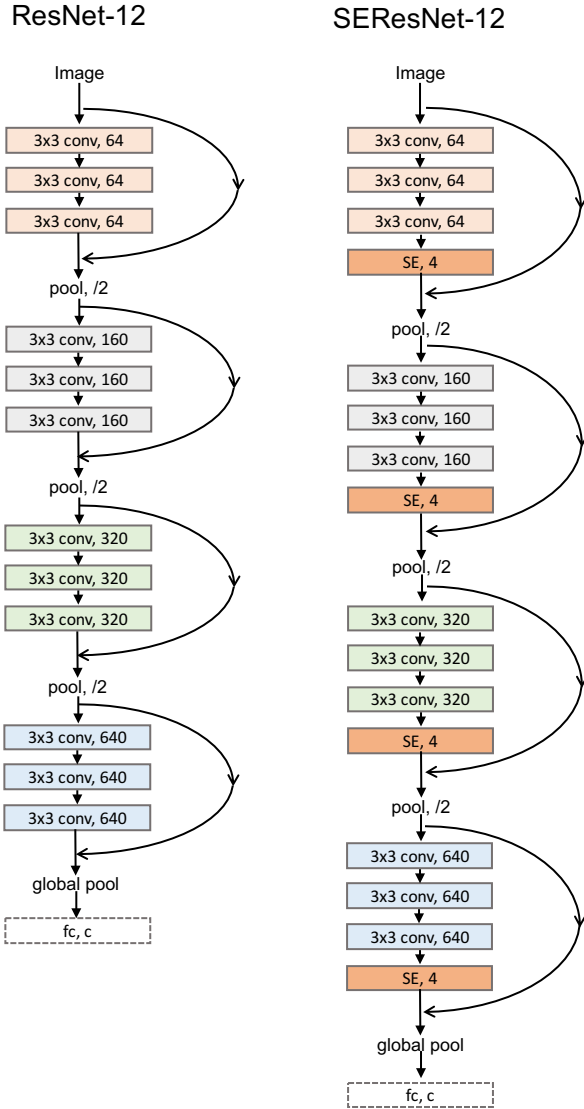 ResNet-12
Image
3x3 conv, 64
3x3 conv, 64
3x3 conv, 64
pool, /2
3x3 conv, 160
3x3 conv, 160
3x3 conv, 160
pool, /2
3x3 conv, 320
3x3 conv, 320
3x3 conv, 320
pool, /2
3x3 conv, 640
3x3 conv, 640
3x3 conv, 640
global pool
fc, c
SEResNet-12
Image
3x3 conv, 64
3x3 conv, 64
3x3 conv, 64
SE, 4
pool, /2
3x3 conv, 160
3x3 conv, 160
3x3 conv, 160
SE, 4
pool, /2
3x3 conv, 320
3x3 conv, 320
3x3 conv, 320
SE, 4
pool, /2
3x3 conv, 640
3x3 conv, 640
3x3 conv, 640
SE, 4
global pool
fc, c